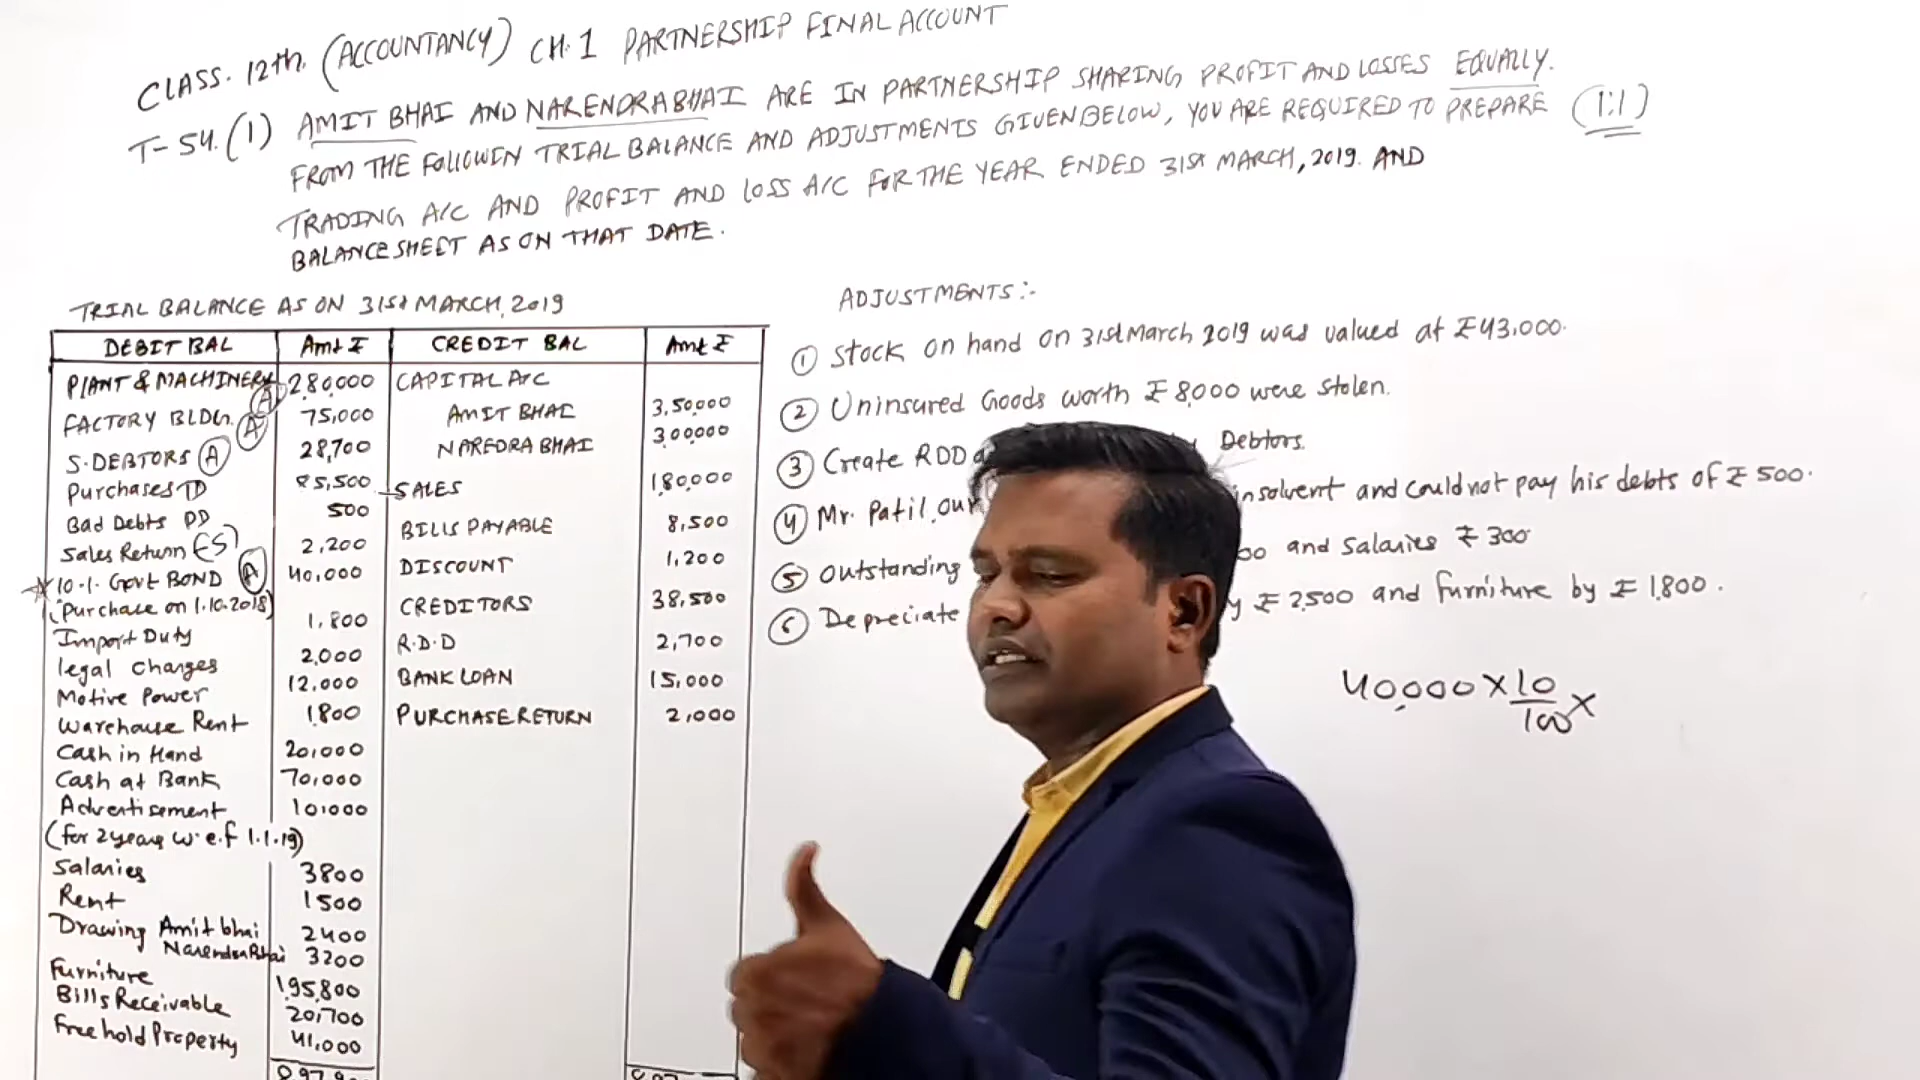 CLASS. 12th. (ACCOUNTANCY) CH. 1 PARTNERSHIP FINAL ACCOUNT
T-54. (1) AMIT BHAI AND NARENDRABHAI ARE IN PARTNERSHIP SHARING PROFIT AND LOSSES EQUALLY.
FROM THE FOLLOWIN TRIAL BALANCE AND ADJUSTMENTS GIVEN BELOW, YOU ARE REQUIRED TO PREPARE (1:1)
TRADING A/C AND PROFIT AND LOSS A/C FOR THE YEAR ENDED 31st MARCH, 2019. AND
BALANCE SHEET AS ON THAT DATE.
TRIAL BALANCE AS ON 31st MARCH, 2019
DEBIT BAL Amt ₹ CREDIT BAL Amt ₹
PLANT & MACHINERY (A) 2,80,000 CAPITAL A/C
FACTORY BLDG. (A) 75,000 AMIT BHAI 3,50,000
S. DEBTORS (A) 28,700 NAREDRA BHAI 3,00,000
Purchases TD 85,500 SALES 1,80,000
Bad Debts PD 500 BILLS PAYABLE 8,500
Sales Return (-S) 2,200 DISCOUNT 1,200
10.1. Govt BOND (A) 40,000 CREDITORS 38,500
(Purchase on 1.10.2018)
Import Duty 1,800 R.D.D 2,700
legal charges 2,000 BANK LOAN 15,000
Motive Power 12,000 PURCHASE RETURN 2,000
Warehouse Rent 1,800
Cash in Hand 20,000
Cash at Bank 70,000
Advertisement 10,000
(for 2 years w.e.f 1.1.19)
Salaries 3800
Rent 1500
Drawing Amit bhai 2400
Narendra Bhai 3200
Furniture 1,95,800
Bills Receivable 20,700
Free hold Property 41,000
ADJUSTMENTS :-
(1) Stock on hand on 31st March 2019 was valued at ₹ 43,000.
(2) Uninsured Goods worth ₹ 8,000 were stolen.
(3) Create RDD Debtors.
(4) Mr. Patil, our insolvent and could not pay his debts of ₹ 500.
(5) Outstanding 00 and salaries ₹ 300
(6) Depreciate y ₹ 2,500 and furniture by ₹ 1,800.
40,000 × 10/100 ×